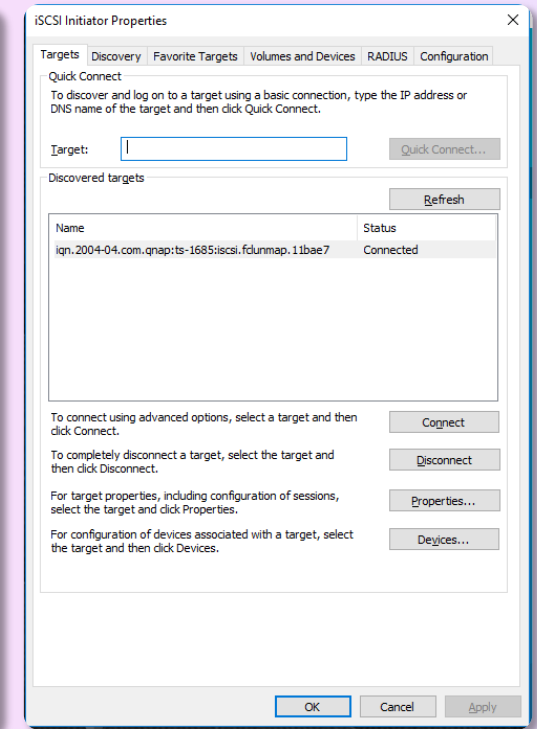 iSCSI Initiator Properties
Targets Discovery Favorite Targets Volumes and Devices RADIUS Configuration
Quick Connect
To discover and log on to a target using a basic connection, type the IP address or
DNS name of the target and then click Quick Connect.
Target:
Quick Connect...
Discovered targets
Refresh
Name Status
iqn.2004-04.com.qnap:ts-1685:iscsi.fclunmap.11bae7 Connected
To connect using advanced options, select a target and then
click Connect.
Connect
To completely disconnect a target, select the target and
then click Disconnect.
Disconnect
For target properties, including configuration of sessions,
select the target and click Properties.
Properties...
For configuration of devices associated with a target, select
the target and then click Devices.
Devices...
OK Cancel Apply